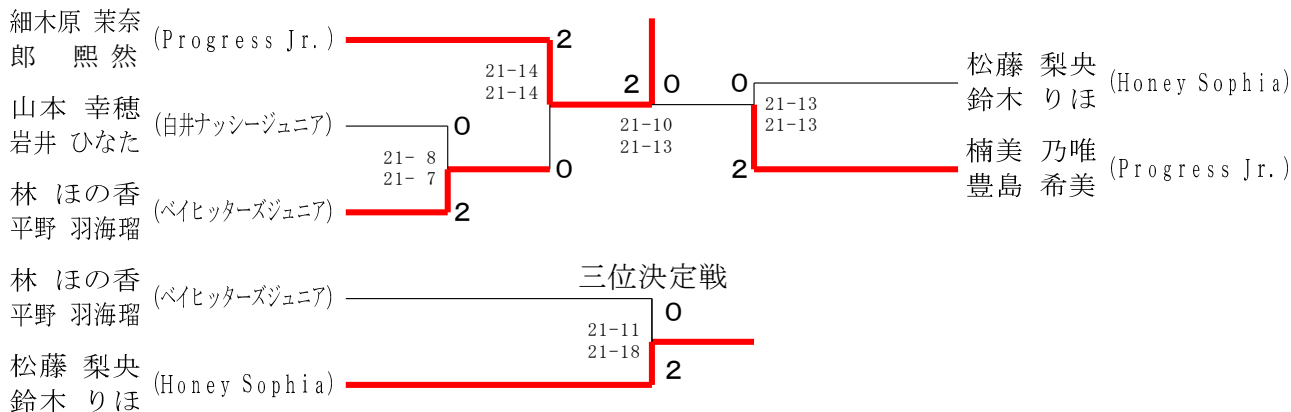 細木原 茉奈
郎 熙然
(Progress Jr.)
2
21-14
21-14
山本 幸穂
岩井 ひなた
(白井ナッシージュニア)
0
21- 8
21- 7
0
林 ほの香
平野 羽海瑠
(ベイヒッターズジュニア)
2
2
0
21-10
21-13
0
21-13
21-13
2
松藤 梨央
鈴木 りほ
(Honey Sophia)
楠美 乃唯
豊島 希美
(Progress Jr.)
三位決定戦
林 ほの香
平野 羽海瑠
(ベイヒッターズジュニア)
0
21-11
21-18
松藤 梨央
鈴木 りほ
(Honey Sophia)
2